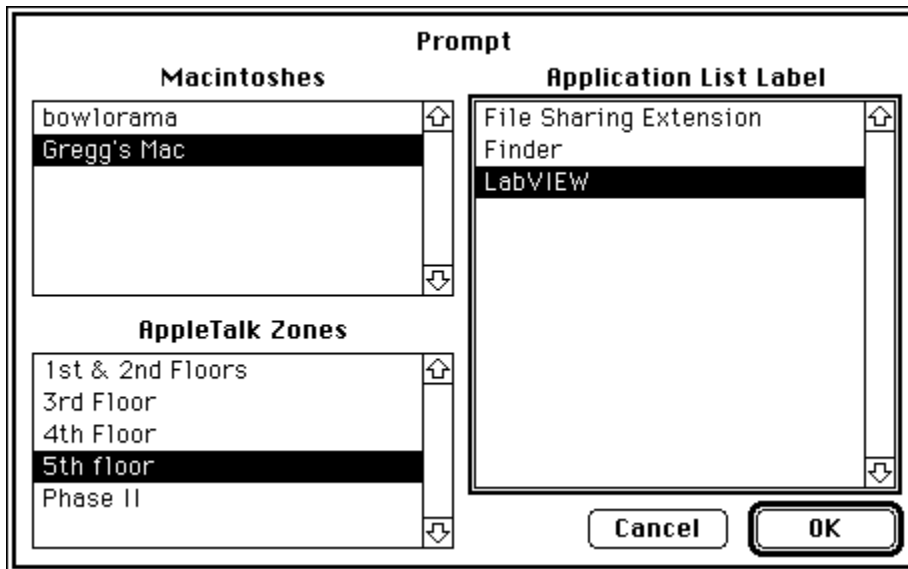 Prompt
Macintoshes
bowlorama
Gregg's Mac
AppleTalk Zones
1st & 2nd Floors
3rd Floor
4th Floor
5th floor
Phase II
Application List Label
File Sharing Extension
Finder
LabVIEW
Cancel
OK